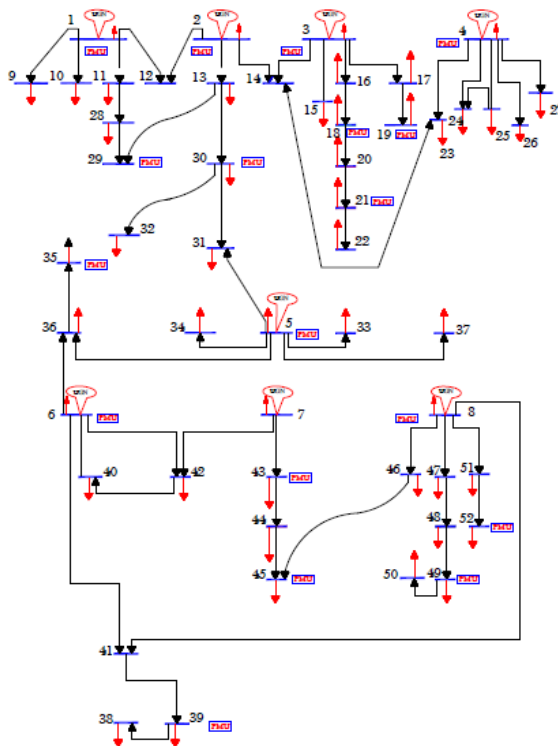 1 2 3 4
PMU PMU PMU PMU
9 10 11 12 13 14 16 17 27
15 24 25 26
28 18 PMU 19 PMU 23
29 PMU 30 PMU 20
21 PMU
32 31 22
35 PMU
5
36 34 PMU 33 37
6 PMU 7 PMU 8
40 42 43 PMU 46 47 51
44 48 52 PMU
45 PMU 50 49 PMU
41
38 39 PMU